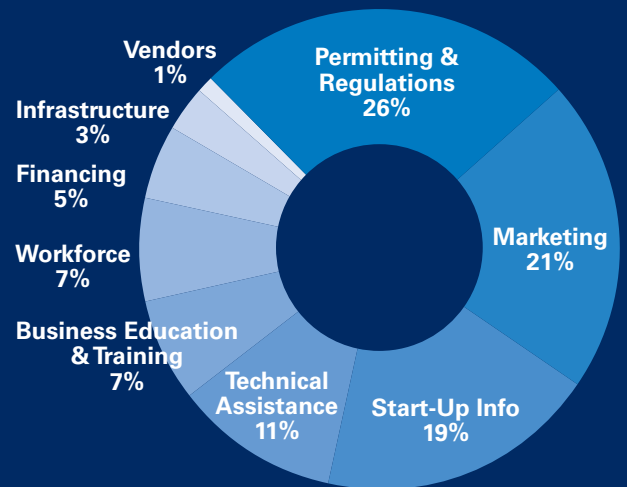 Permitting &
Regulations
26%
Marketing
21%
Start-Up Info
19%
Technical
Assistance
11%
Business Education
& Training
7%
Workforce
7%
Financing
5%
Infrastructure
3%
Vendors
1%